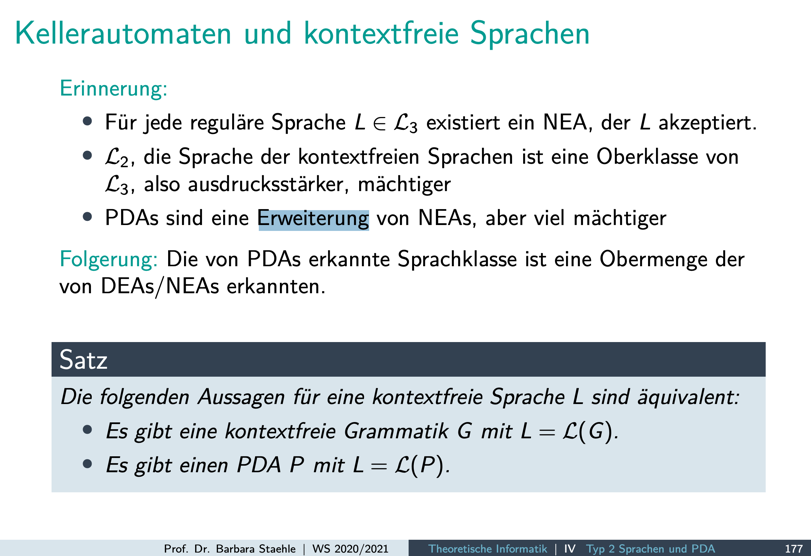 Kellerautomaten und kontextfreie Sprachen
Erinnerung:
• Für jede reguläre Sprache L ∈ ℒ₃ existiert ein NEA, der L akzeptiert.
• ℒ₂, die Sprache der kontextfreien Sprachen ist eine Oberklasse von
ℒ₃, also ausdrucksstärker, mächtiger
• PDAs sind eine Erweiterung von NEAs, aber viel mächtiger
Folgerung: Die von PDAs erkannte Sprachklasse ist eine Obermenge der
von DEAs/NEAs erkannten.
Satz
Die folgenden Aussagen für eine kontextfreie Sprache L sind äquivalent:
• Es gibt eine kontextfreie Grammatik G mit L = ℒ(G).
• Es gibt einen PDA P mit L = ℒ(P).
Prof. Dr. Barbara Staehle | WS 2020/2021 Theoretische Informatik | IV Typ 2 Sprachen und PDA 177